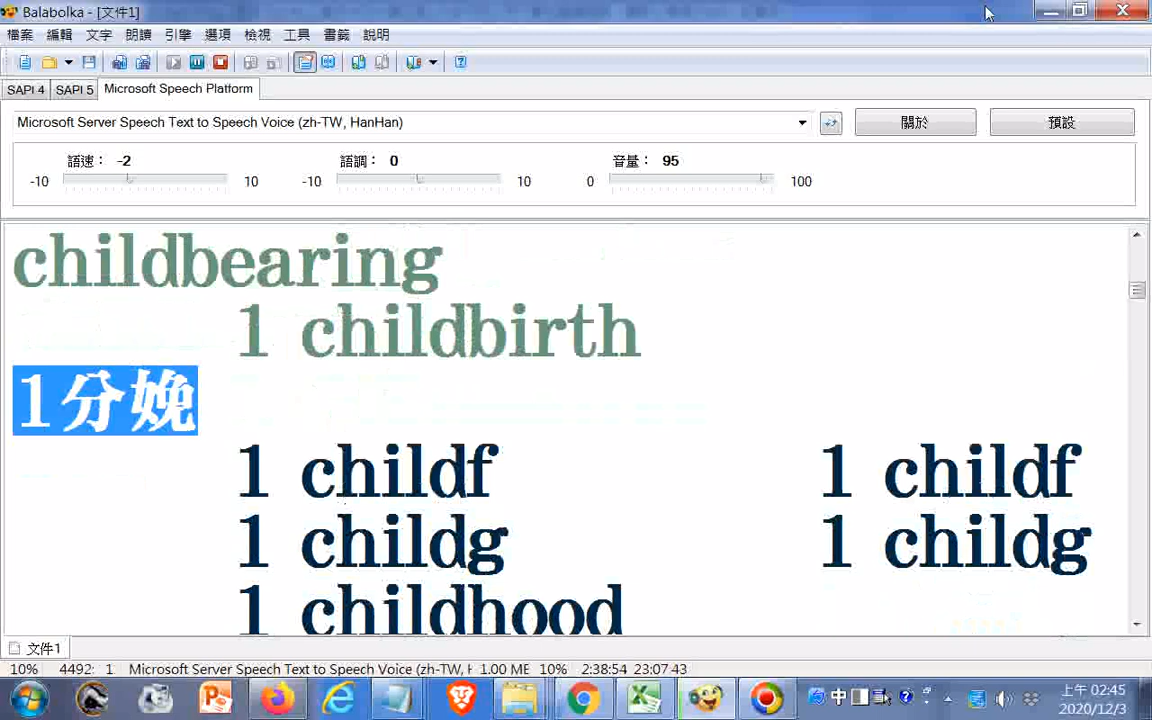 Balabolka - [文件1]
檔案 編輯 文字 朗讀 引擎 選項 檢視 工具 書籤 說明
SAPI 4 SAPI 5 Microsoft Speech Platform
Microsoft Server Speech Text to Speech Voice (zh-TW, HanHan) 關於 預設
語速： -2 語調： 0 音量： 95
-10 10 -10 10 0 100
childbearing
1 childbirth
1分娩
1 childf 1 childf
1 childg 1 childg
1 childhood
文件1
10% 4492: 1 Microsoft Server Speech Text to Speech Voice (zh-TW, H 1.00 ME 10% 2:38:54 23:07:43
中 上午 02:45
2020/12/3